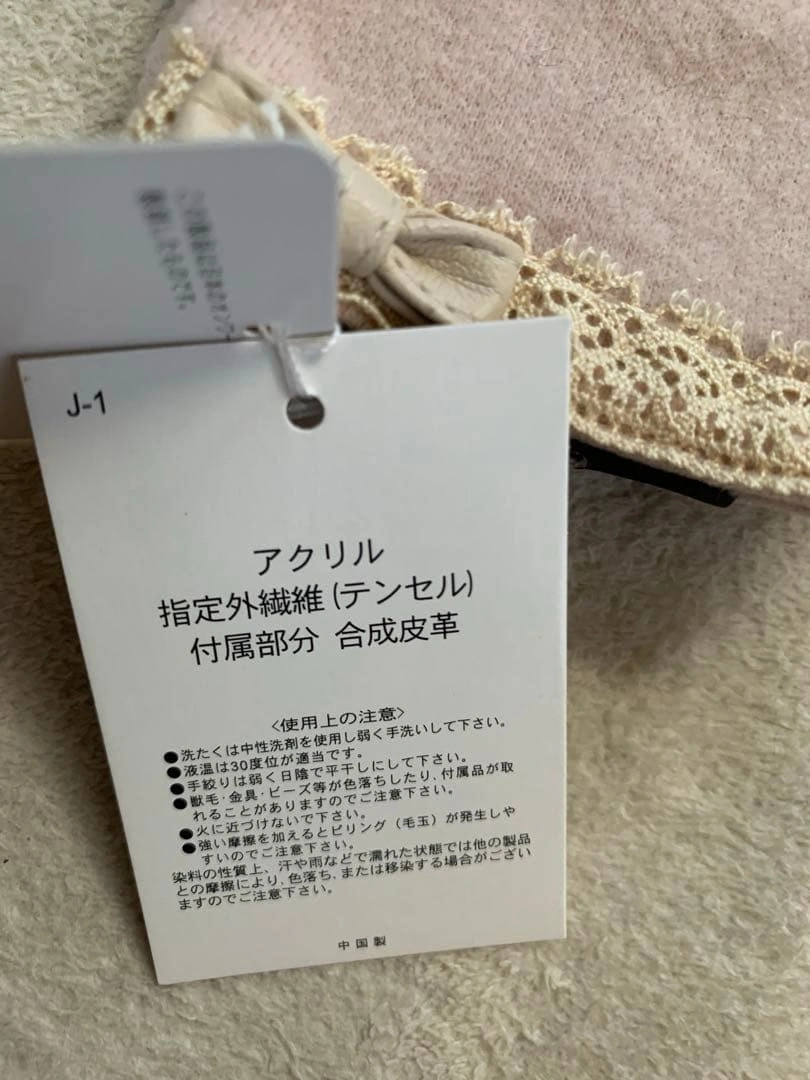 J-1
アクリル
指定外繊維(テンセル)
付属部分 合成皮革
<使用上の注意>
●洗たくは中性洗剤を使用し弱く手洗いして下さい。
●液温は30度位が適当です。
●手絞りは弱く日陰で平干しにして下さい。
●獣毛・金具・ビーズ等が色落ちしたり、付属品が取
れることがありますのでご注意下さい。
●火に近づけないで下さい。
●強い摩擦を加えるとピリング(毛玉)が発生しや
すいのでご注意下さい。
染料の性質上、汗や雨などで濡れた状態では他の製品
との摩擦により、色落ち、または移染する場合がござい
ますのでご注意下さい。
中国製